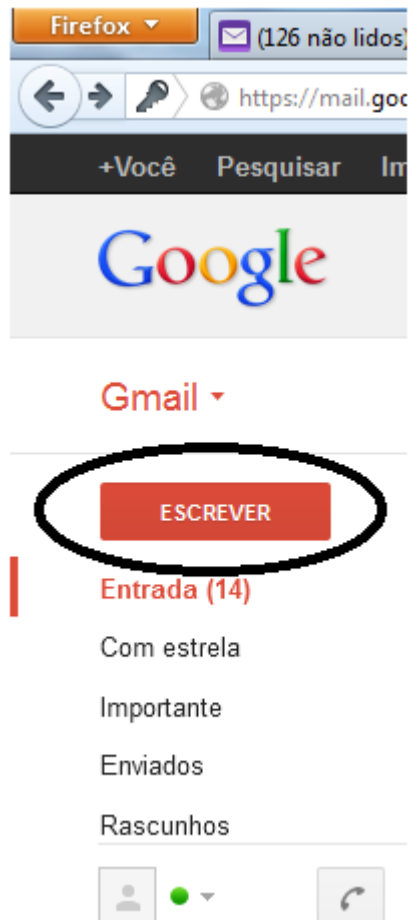 Firefox
(126 não lidos)
https://mail.goo
+Você Pesquisar Im
Google
Gmail
ESCREVER
Entrada (14)
Com estrela
Importante
Enviados
Rascunhos